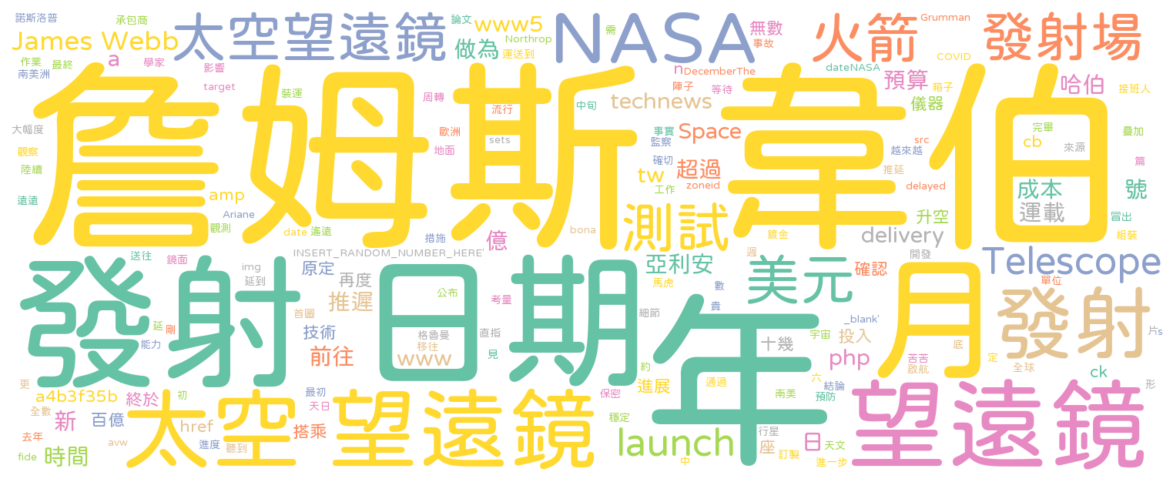 諾斯洛普 承包商 論文 www5 無數 Grumman
James Webb 太空望遠鏡 做為 Northrop NASA 事故 火箭 發射場
作業 最終 a 學家 運送到 需 dateNASA COVID
南美洲 影響 n DecemberThe 預算 哈伯 接班人
target 裝運 周轉 流行 中旬 technews 陣子 等待 儀器 箱子
大幅度 詹姆斯韋伯 歐洲 sets 事實 Space 完畢 疊加
觀察 地面 監察 越來越 src cb 來源
陸續 確切 超過 推延 篇
遠遠 amp tw zoneid 工作 delayed 成本 號
Ariane 觀測 date 遙遠 測試 升空 運載 冒出
措施 億 bona 鍍金 delivery 組裝
送往 鏡面 INSERT_RANDOM_NUMBER_HERE 週 開發
img 延到 原定 再度 亞利安 美元 確認 Telescope
發射日期 推遲 公布 考量 馬虎 數 單位
首圖 細節 貴 _blank' 發射
延 剛 技術 格魯曼 移往 直指 年 十幾 宇宙 投入 月 片s
能力 前往 www 見 約 進展 php 苦苦 啟航 底 定 全球
更 a4b3f35b 終於 初 最初 保密 通過 六 南美 結論 預防 ck 形
全數 新 百億 href 天日 穩定
去年 太空望遠鏡 搭乘 launch 行星 日 天文 望遠鏡
fide 時間 avw 進度 聽到 座 訂製
中 進一步